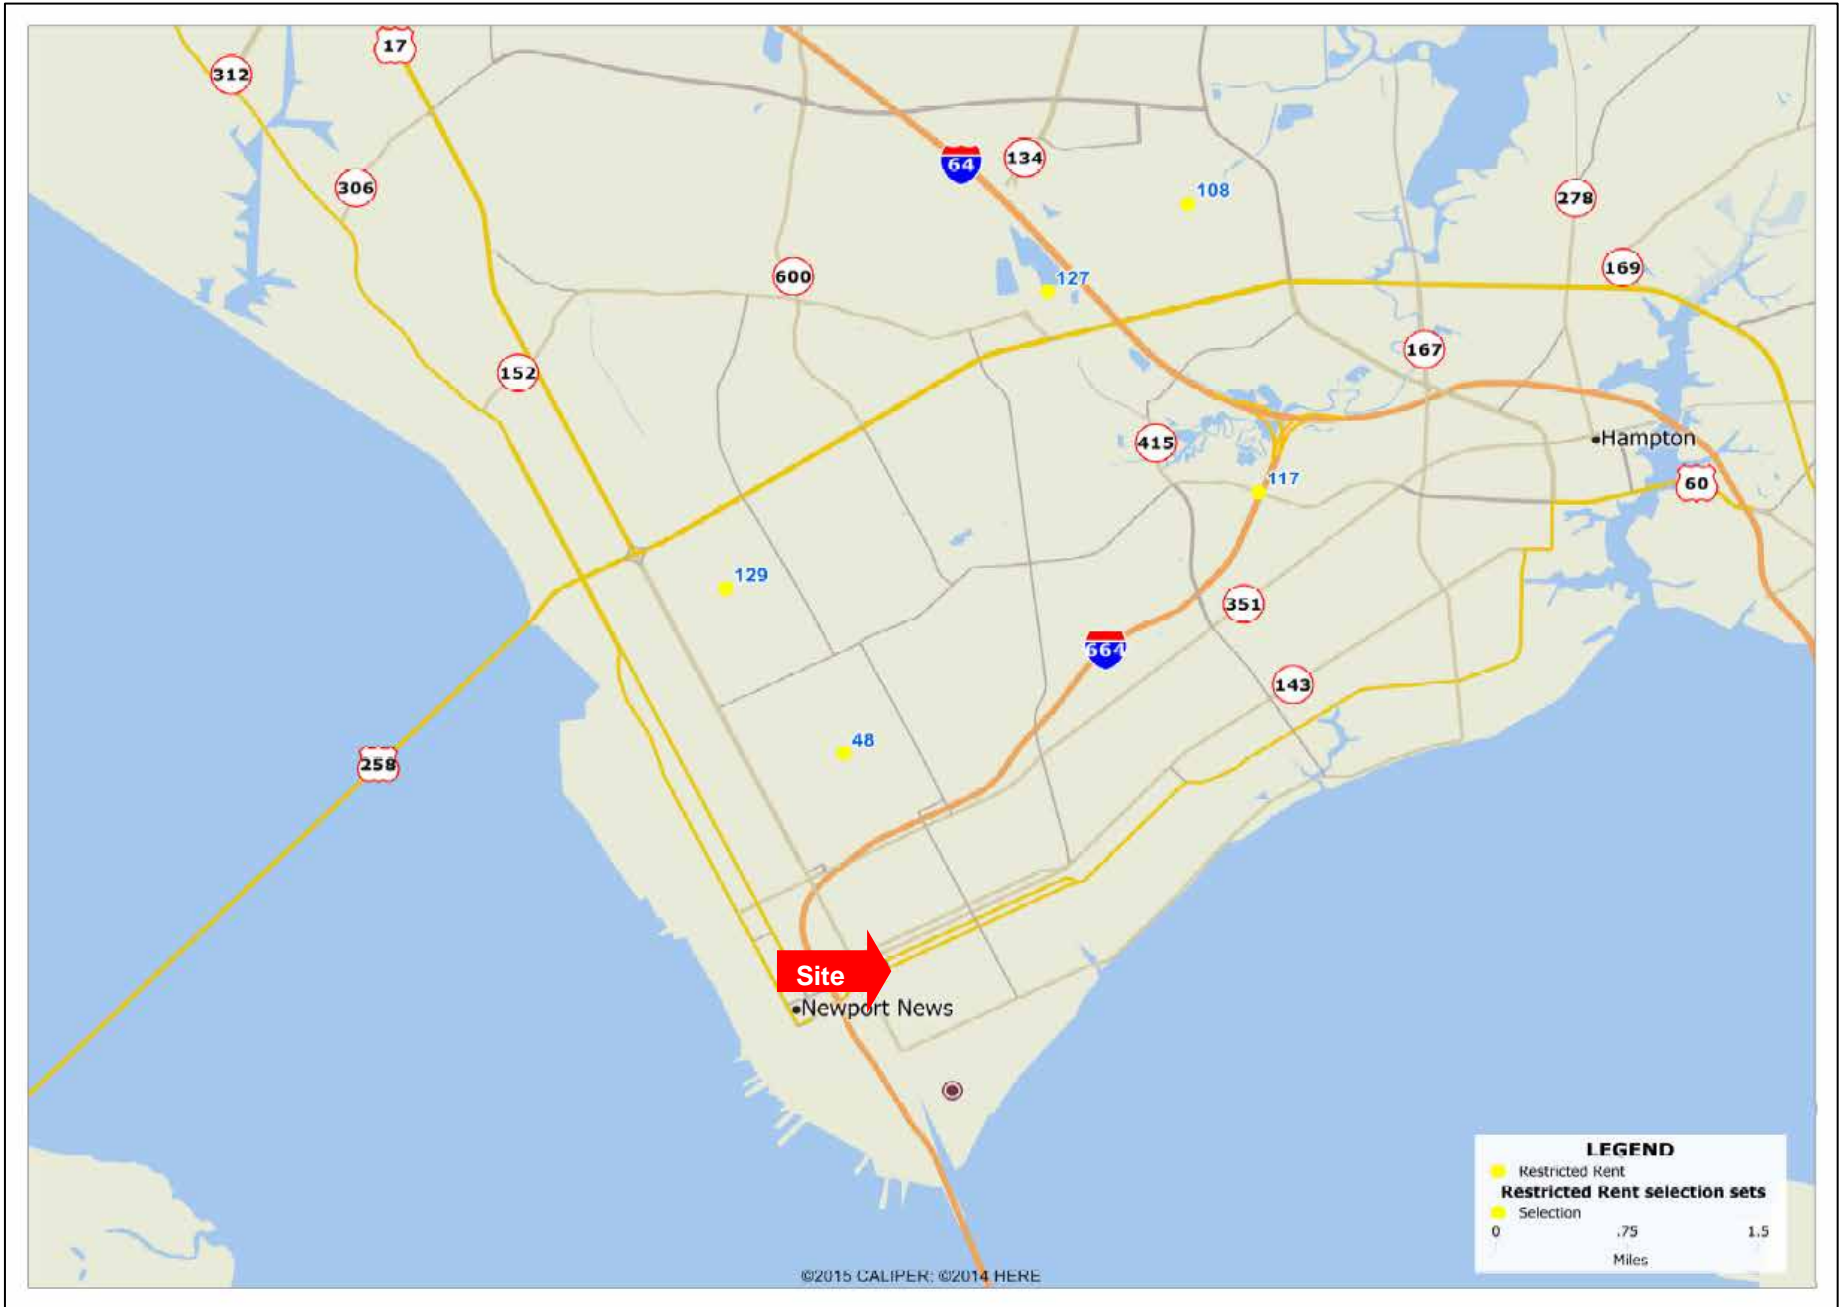 17
312
64
134
306
108
278
600
127
169
152
167
415
Hampton
117
60
129
351
664
143
48
258
Site
Newport News
LEGEND
Restricted Rent
Restricted Rent selection sets
Selection
0 .75 1.5
Miles
©2015 CALIPER; ©2014 HERE